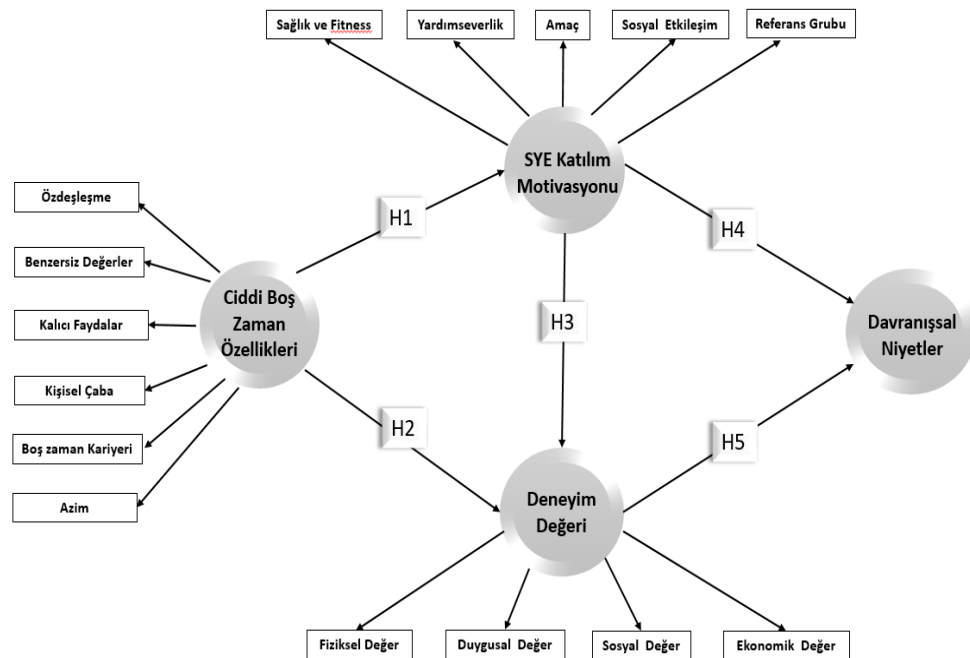 Sağlık ve Fitness
Yardımseverlik
Amaç
Sosyal Etkileşim
Referans Grubu
SYE Katılım
Motivasyonu
Özdeşleşme
H1
H4
Benzersiz Değerler
Ciddi Boş
Zaman
Özellikleri
Kalıcı Faydalar
H3
Davranışsal
Niyetler
Kişisel Çaba
H2
H5
Boş zaman Kariyeri
Deneyim
Değeri
Azim
Fiziksel Değer
Duygusal Değer
Sosyal Değer
Ekonomik Değer